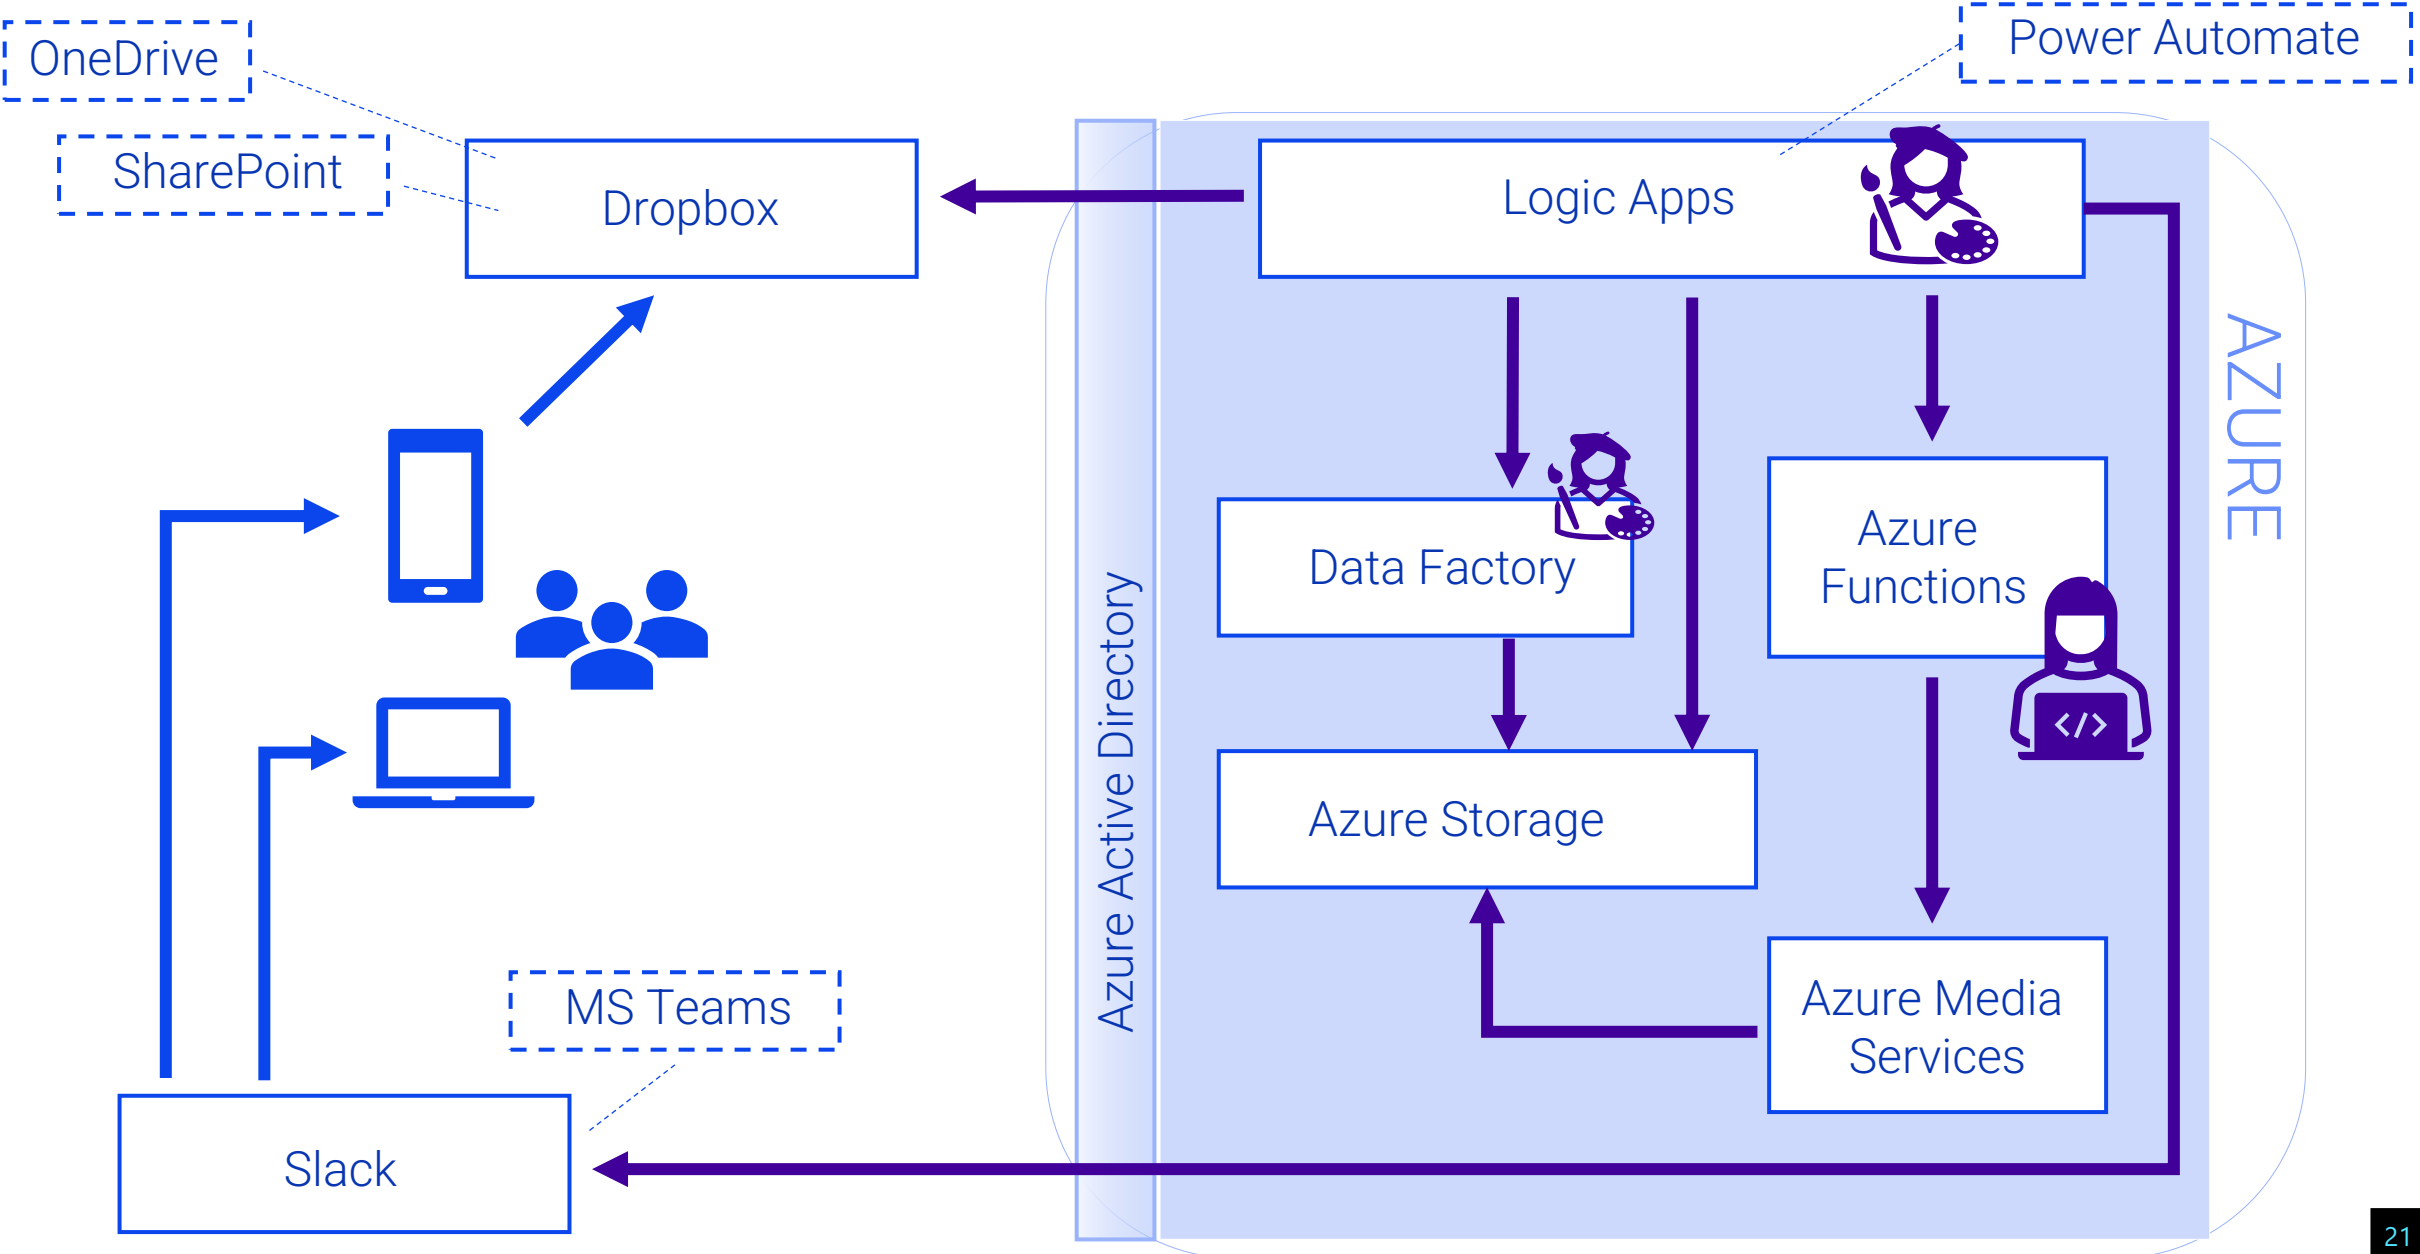 OneDrive
Power Automate
SharePoint
Dropbox
Logic Apps
AZURE
Data Factory
Azure
Functions
Azure Active Directory
Azure Storage
</>
MS Teams
Azure Media
Services
Slack
21